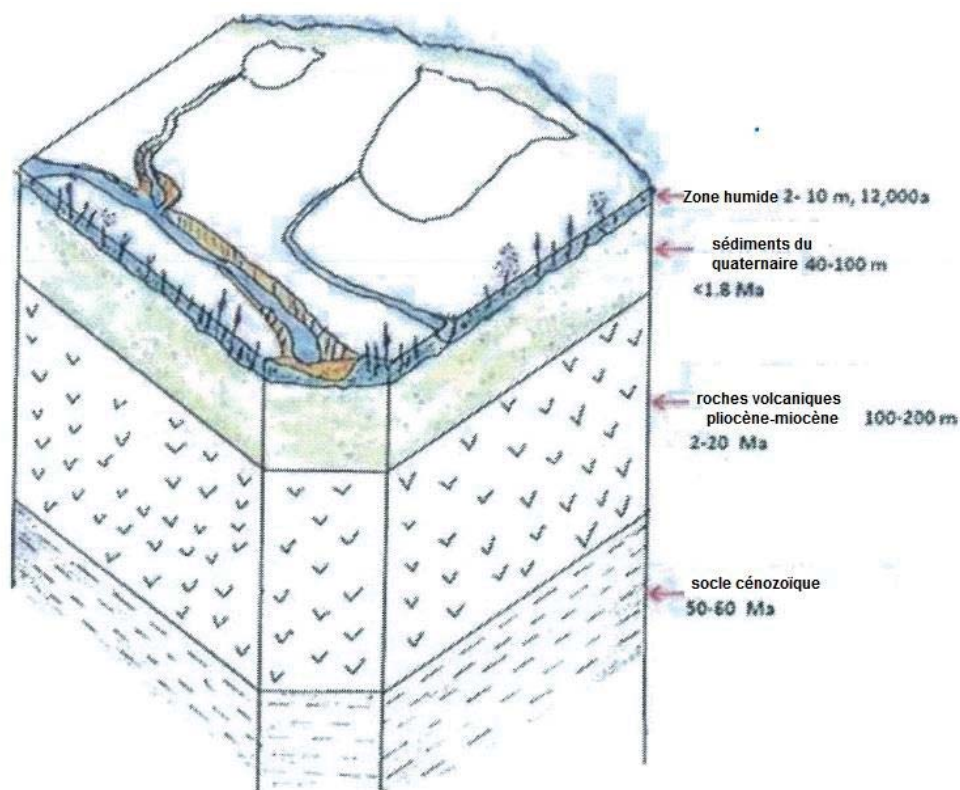 Zone humide 2- 10 m, 12,000a
sédiments du
quaternaire 40-100 m
<1.8 Ma
roches volcaniques
pliocène-miocène 100-200 m
2-20 Ma
socle cénozoïque
50-60 Ma